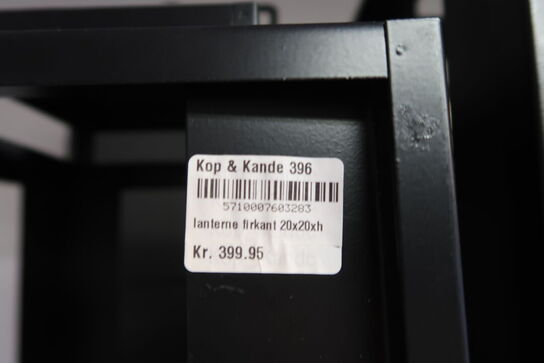 Kop & Kande 396
5710007603283
lanterne firkant 20x20xh
Kr. 399.95